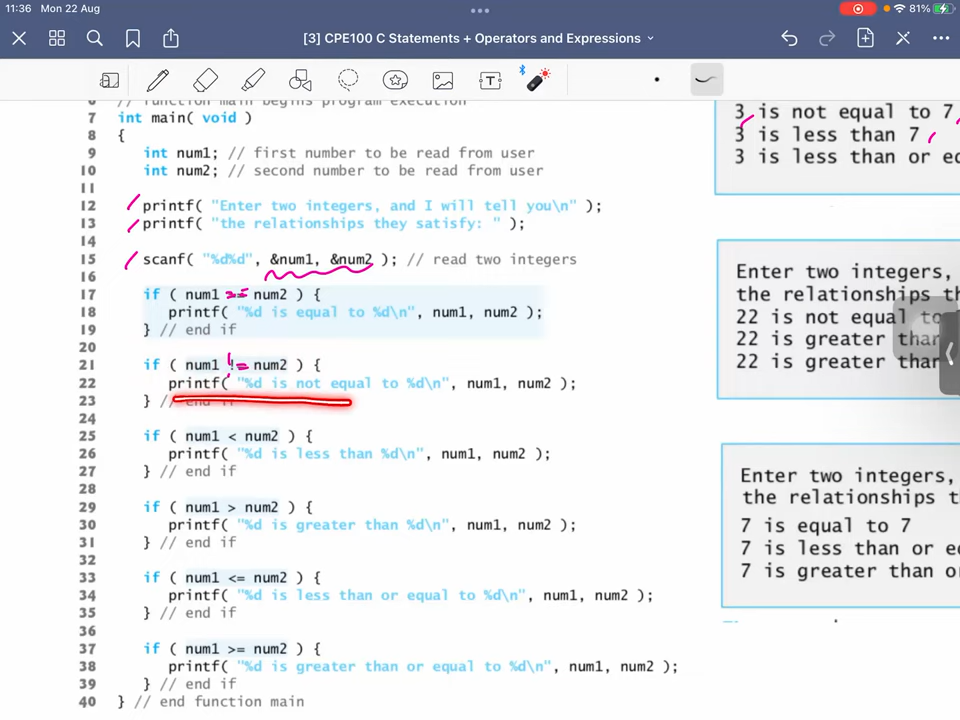 11:36 Mon 22 Aug
81%
[3] CPE100 C Statements + Operators and Expressions
// function main begins program execution
7 int main( void )
8 {
9 int num1; // first number to be read from user
10 int num2; // second number to be read from user
11
12 printf( "Enter two integers, and I will tell you\n" );
13 printf( "the relationships they satisfy: " );
14
15 scanf( "%d%d", &num1, &num2 ); // read two integers
16
17 if ( num1 == num2 ) {
18 printf( "%d is equal to %d\n", num1, num2 );
19 } // end if
20
21 if ( num1 != num2 ) {
22 printf( "%d is not equal to %d\n", num1, num2 );
23 } // end if
24
25 if ( num1 < num2 ) {
26 printf( "%d is less than %d\n", num1, num2 );
27 } // end if
28
29 if ( num1 > num2 ) {
30 printf( "%d is greater than %d\n", num1, num2 );
31 } // end if
32
33 if ( num1 <= num2 ) {
34 printf( "%d is less than or equal to %d\n", num1, num2 );
35 } // end if
36
37 if ( num1 >= num2 ) {
38 printf( "%d is greater than or equal to %d\n", num1, num2 );
39 } // end if
40 } // end function main
3 is not equal to 7
3 is less than 7
3 is less than or
Enter two integers,
the relationships
22 is not equal
22 is greater than
22 is greater
Enter two integers,
the relationships
7 is equal to 7
7 is less than or
7 is greater than